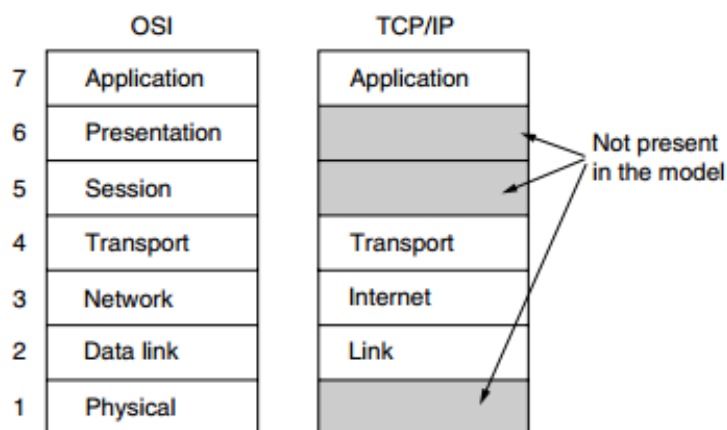 OSI TCP/IP
7 Application Application
6 Presentation
5 Session
Not present
in the model
4 Transport Transport
3 Network Internet
2 Data link Link
1 Physical